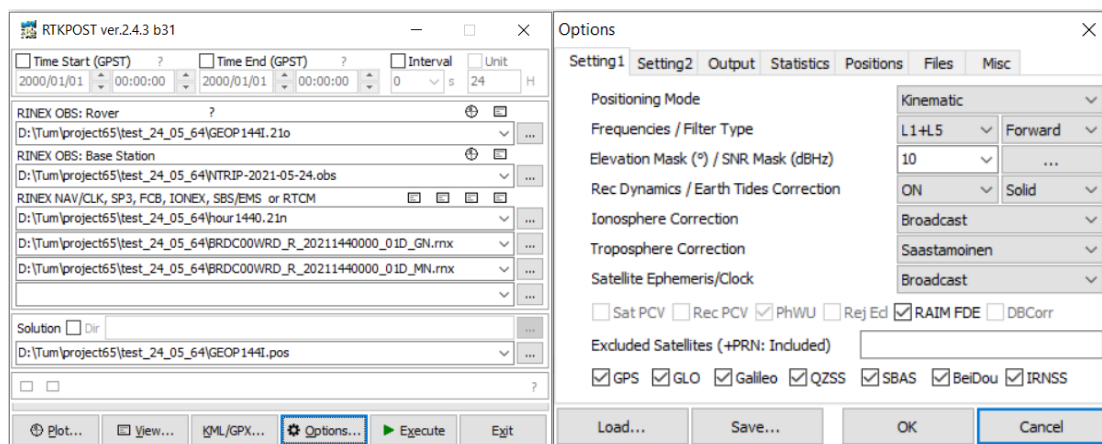 RTKPOST ver.2.4.3 b31
Time Start (GPST) ? Time End (GPST) ? Interval Unit
2000/01/01 00:00:00 2000/01/01 00:00:00 0 s 24 H
RINEX OBS: Rover ?
D:\Tum\project65\test_24_05_64\GEOP144I.21o
...
RINEX OBS: Base Station
D:\Tum\project65\test_24_05_64\NTRIP-2021-05-24.obs
...
RINEX NAV/CLK, SP3, FCB, IONEX, SBS/EMS or RTCM
D:\Tum\project65\test_24_05_64\hour1440.21n
...
D:\Tum\project65\test_24_05_64\BRDC00WRD_R_20211440000_01D_GN.rnx
...
D:\Tum\project65\test_24_05_64\BRDC00WRD_R_20211440000_01D_MN.rnx
...
...
Solution Dir
...
D:\Tum\project65\test_24_05_64\GEOP144I.pos
...
?
Plot... View... KML/GPX... Options... Execute Exit
Options
Setting1 Setting2 Output Statistics Positions Files Misc
Positioning Mode Kinematic
Frequencies / Filter Type L1+L5 Forward
Elevation Mask (°) / SNR Mask (dBHz) 10 ...
Rec Dynamics / Earth Tides Correction ON Solid
Ionosphere Correction Broadcast
Troposphere Correction Saastamoinen
Satellite Ephemeris/Clock Broadcast
Sat PCV Rec PCV PhWU Rej Ecl RAIM FDE DBCorr
Excluded Satellites (+PRN: Included)
GPS GLO Galileo QZSS SBAS BeiDou IRNSS
Load... Save... OK Cancel